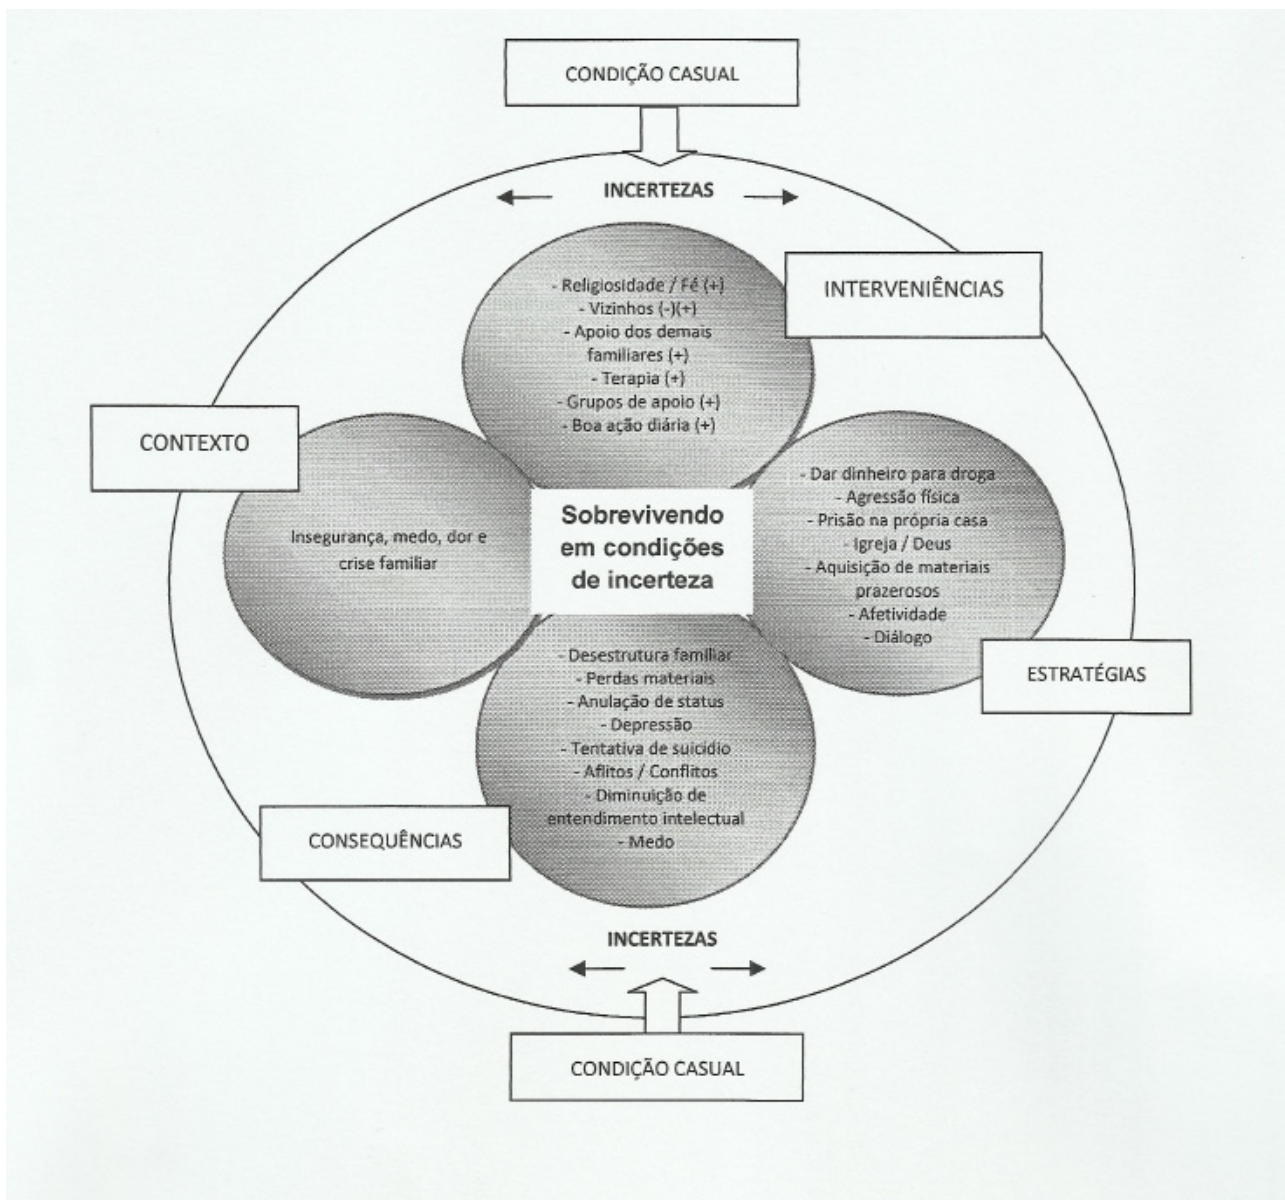 CONDIÇÃO CASUAL
INCERTEZAS
- Religiosidade / Fé (+)
- Vizinhos (-)(+)
- Apoio dos demais
familiares (+)
- Terapia (+)
- Grupos de apoio (+)
- Boa ação diária (+)
INTERVENIÊNCIAS
CONTEXTO
Insegurança, medo, dor e
crise familiar
Sobrevivendo
em condições
de incerteza
- Dar dinheiro para droga
- Agressão física
- Prisão na própria casa
- Igreja / Deus
- Aquisição de materiais
prazerosos
- Afetividade
- Diálogo
ESTRATÉGIAS
- Desestrutura familiar
- Perdas materiais
- Anulação de status
- Depressão
- Tentativa de suicídio
- Aflitos / Conflitos
- Diminuição de
entendimento intelectual
- Medo
CONSEQUÊNCIAS
INCERTEZAS
CONDIÇÃO CASUAL